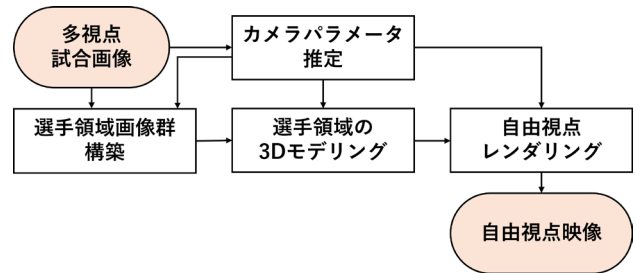 多視点
試合画像
カメラパラメータ
推定
選手領域画像群
構築
選手領域の
3Dモデリング
自由視点
レンダリング
自由視点映像